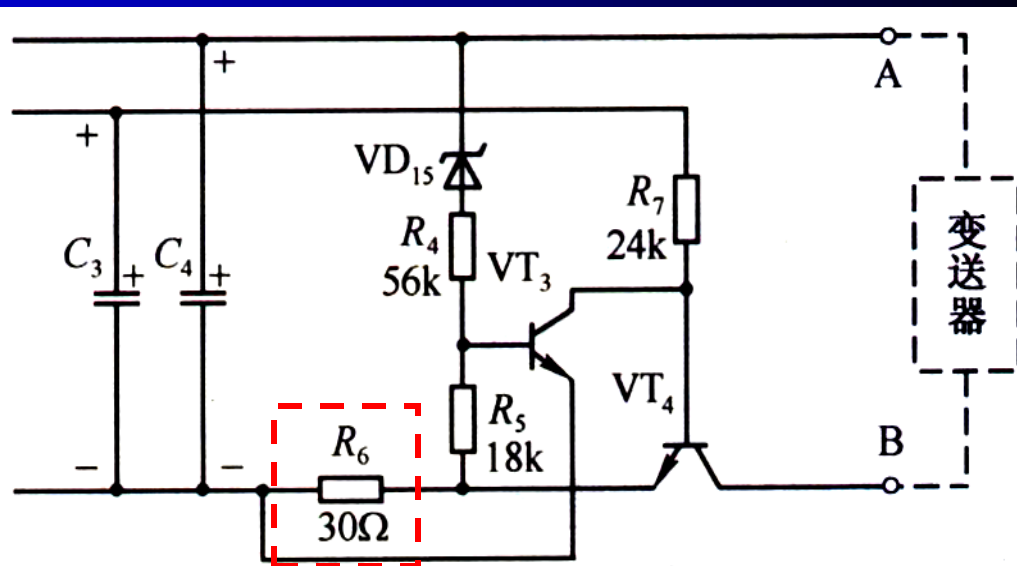 +
A
+
VD₁₅
R₇
24k
变送器
C₃
+
C₄
+
R₄
56k
VT₃
VT₄
R₅
18k
B
−
−
R₆
30Ω